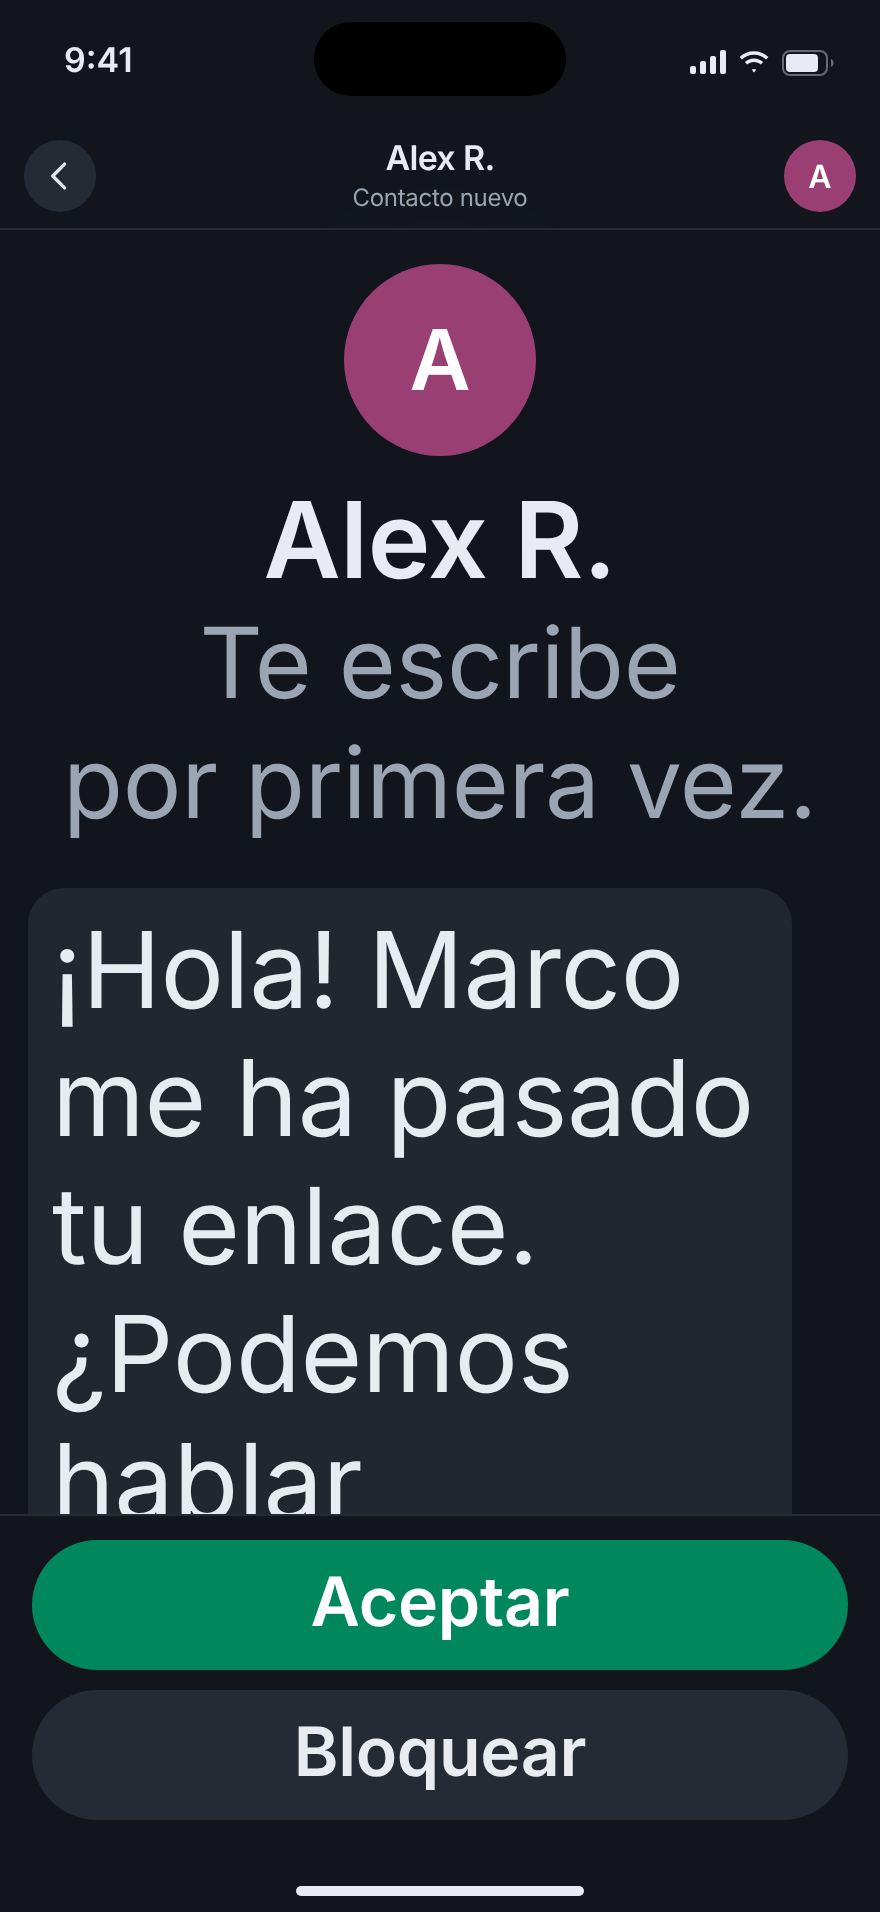 9:41
Alex R.
Contacto nuevo
A
A
Alex R.
Te escribe
por primera vez.
¡Hola! Marco
me ha pasado
tu enlace.
¿Podemos
hablar
Aceptar
Bloquear